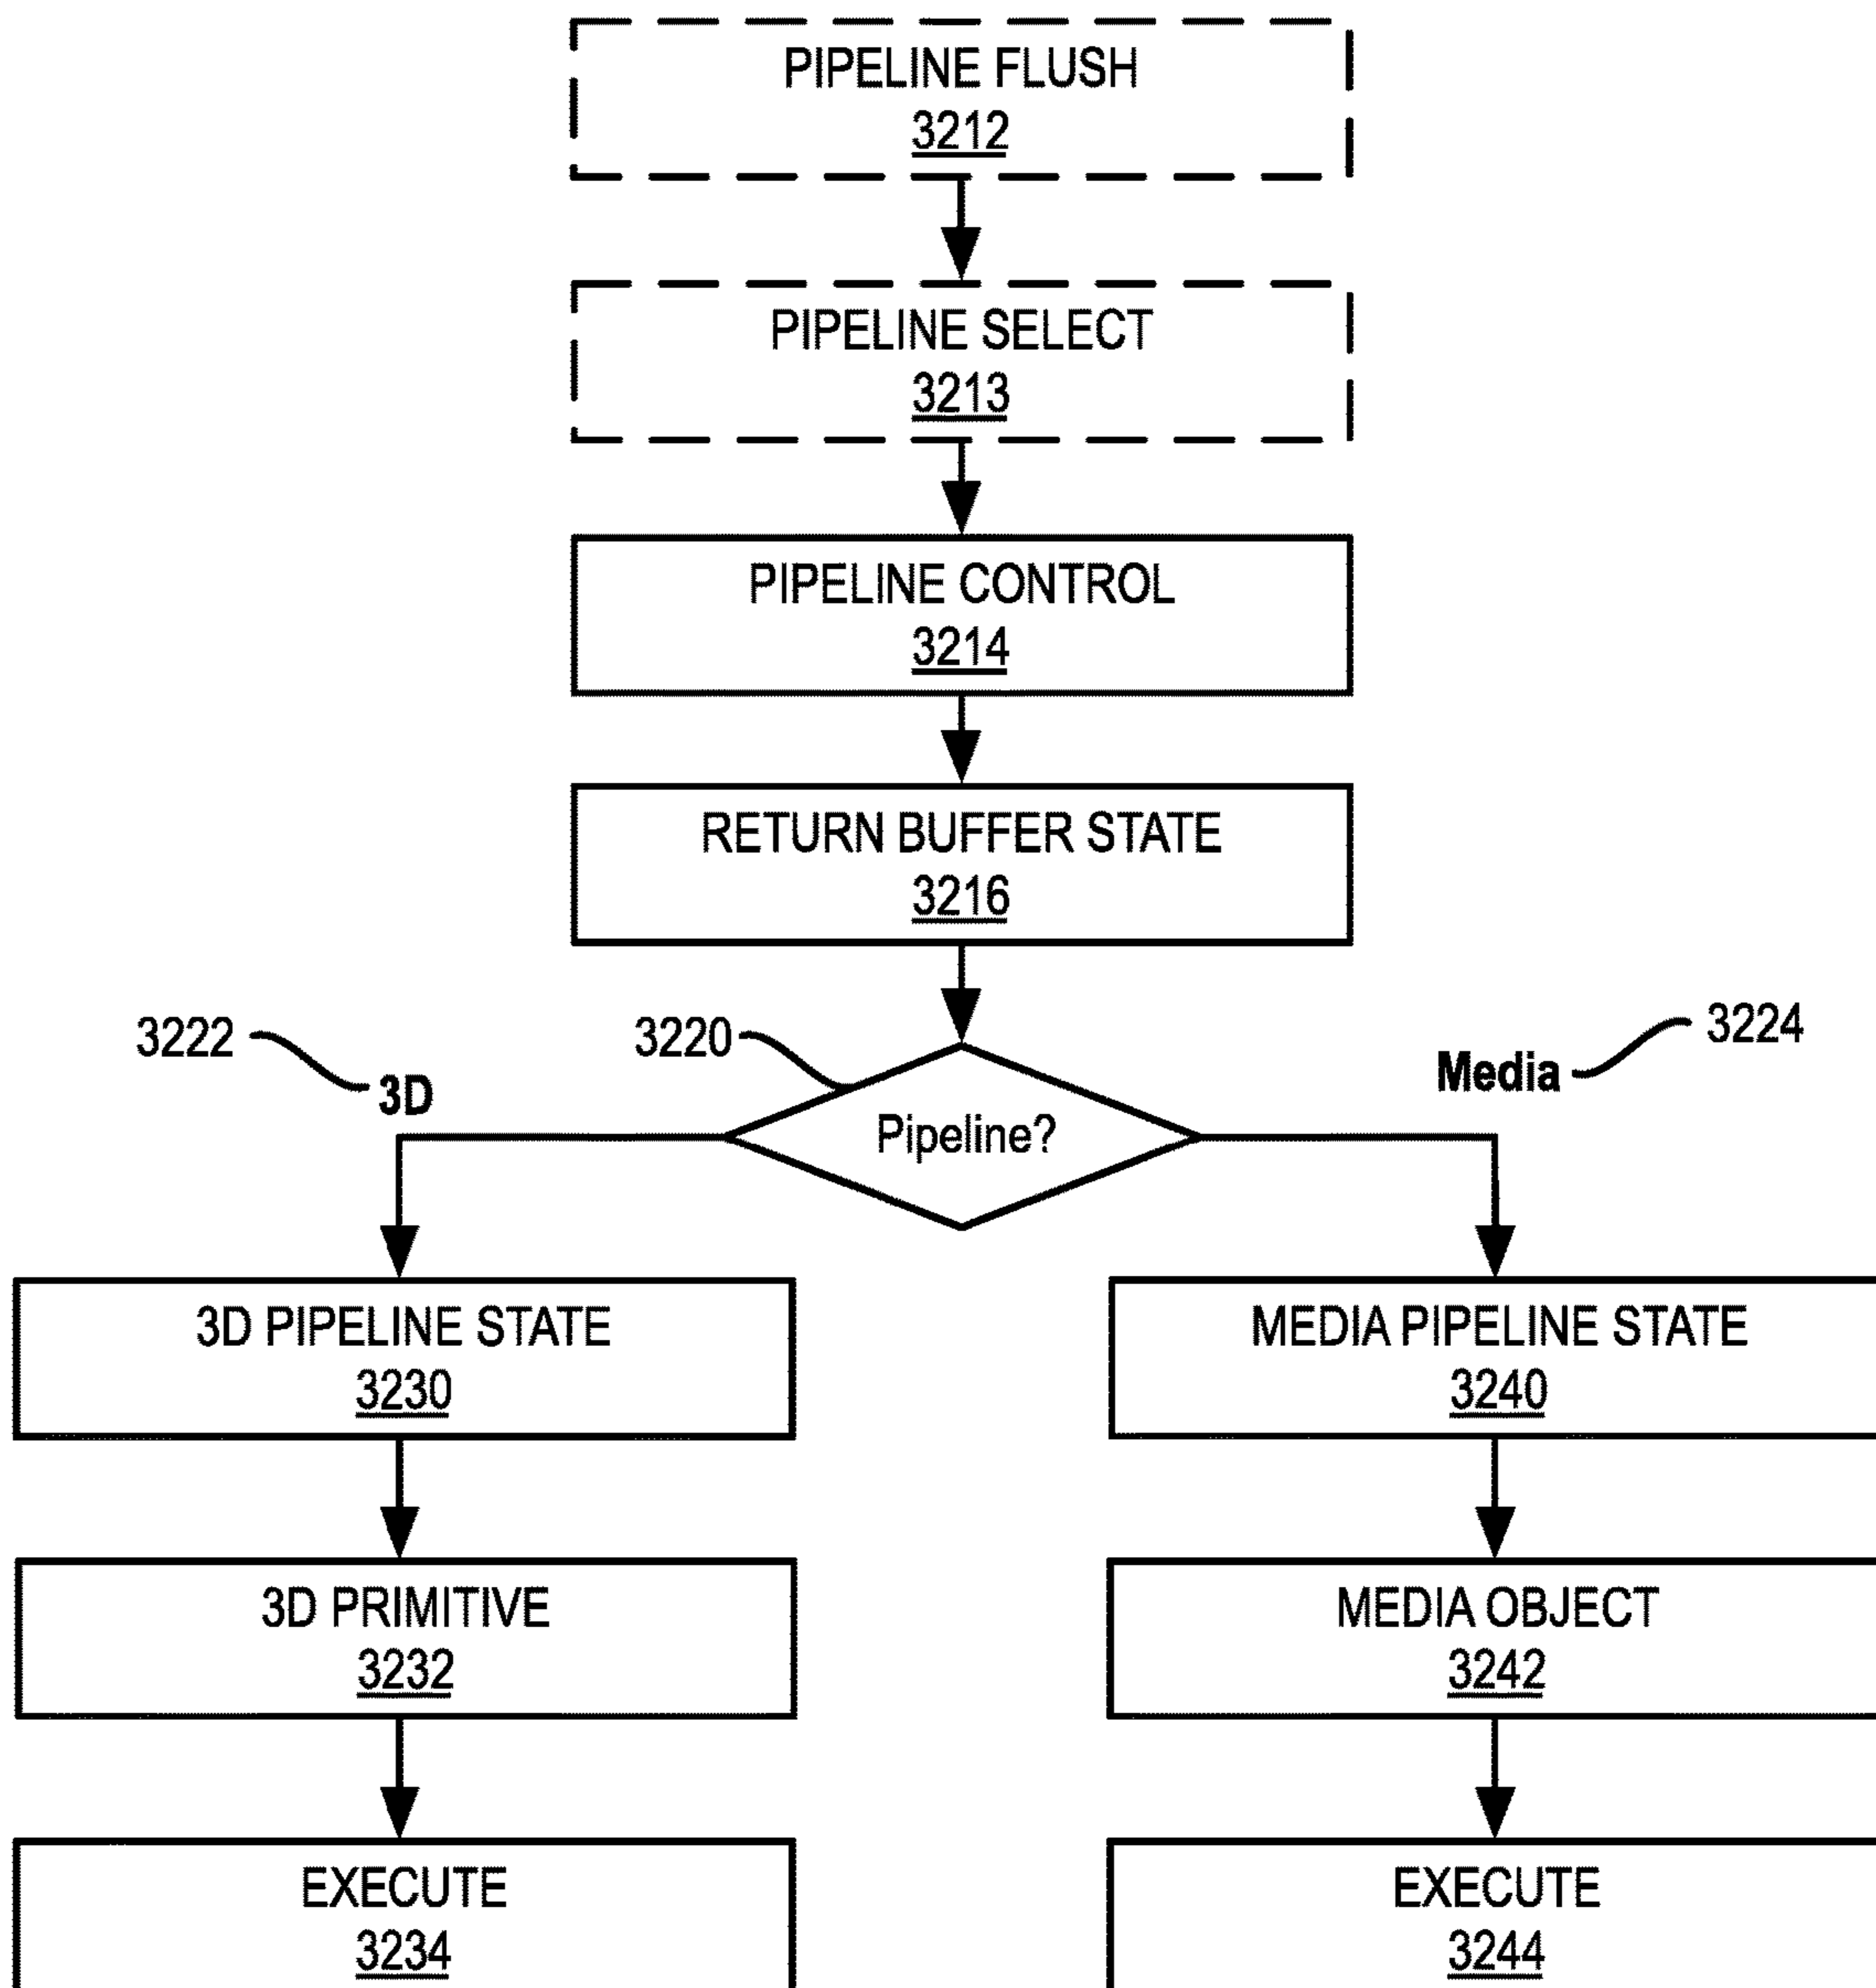 PIPELINE FLUSH
3212
PIPELINE SELECT
3213
PIPELINE CONTROL
3214
RETURN BUFFER STATE
3216
3222
3D
3220
Pipeline?
Media
3224
3D PIPELINE STATE
3230
MEDIA PIPELINE STATE
3240
3D PRIMITIVE
3232
MEDIA OBJECT
3242
EXECUTE
3234
EXECUTE
3244